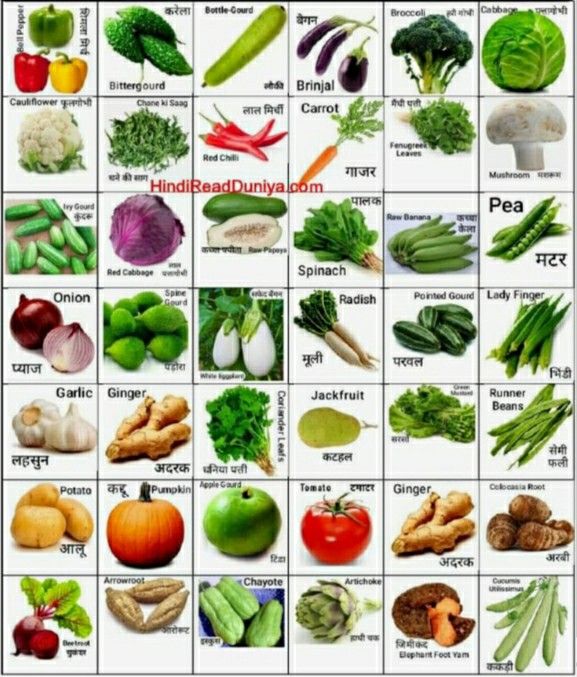 Bell Pepper
शिमला मिर्च
करेला
Bittergourd
Bottle-Gourd
लौकी
बैगन
Brinjal
Broccoli हरी गोभी
Cabbage पत्तागोभी
Cauliflower फूलगोभी
Chane ki Saag
चने की साग
लाल मिर्ची
Red Chilli
Carrot
गाजर
मैथी पत्ती
Fenugreek
Leaves
Mushroom मशरूम
HindiReadDuniya.com
Ivy Gourd
कुंदरू
Red Cabbage
लाल
पत्तागोभी
कच्चा पपीता Raw Papaya
पालक
Spinach
Raw Banana
कच्चा
केला
Pea
मटर
Onion
प्याज
Spine
Gourd
पड़ोरा
सफेद बैंगन
White Eggplant
Radish
मूली
Pointed Gourd
परवल
Lady Finger
भिंडी
Garlic
लहसुन
Ginger
अदरक
Coriander Leafs
धनिया पत्ती
Jackfruit
कटहल
Green
Mustard
सरसों
Runner
Beans
सेमी
फली
Potato
आलू
कद्दू Pumpkin
Apple Gourd
टिंडा
Tomato टमाटर
Ginger
अदरक
Colocasia Root
अरबी
Beetroot
चुकंदर
Arrowroot
अरारूट
Chayote
इस्कुस
Artichoke
हाथी चक
जिमीकंद
Elephant Foot Yam
Cucumis
Utilissimus
ककड़ी